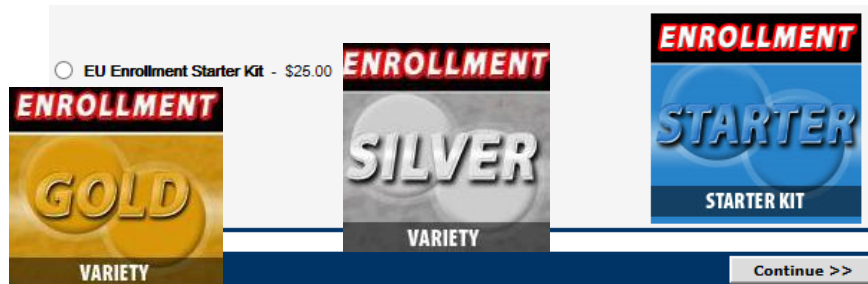 EU Enrollment Starter Kit - $25.00
ENROLLMENT
GOLD
VARIETY
ENROLLMENT
SILVER
VARIETY
ENROLLMENT
STARTER
STARTER KIT
Continue >>